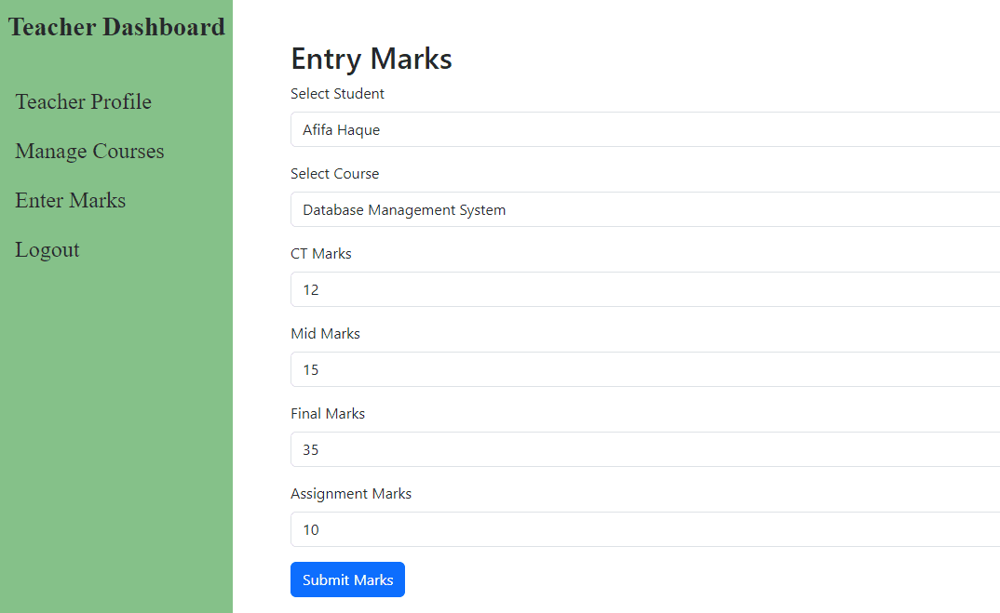 Teacher Dashboard
Teacher Profile
Manage Courses
Enter Marks
Logout
Entry Marks
Select Student
Afifa Haque
Select Course
Database Management System
CT Marks
12
Mid Marks
15
Final Marks
35
Assignment Marks
10
Submit Marks